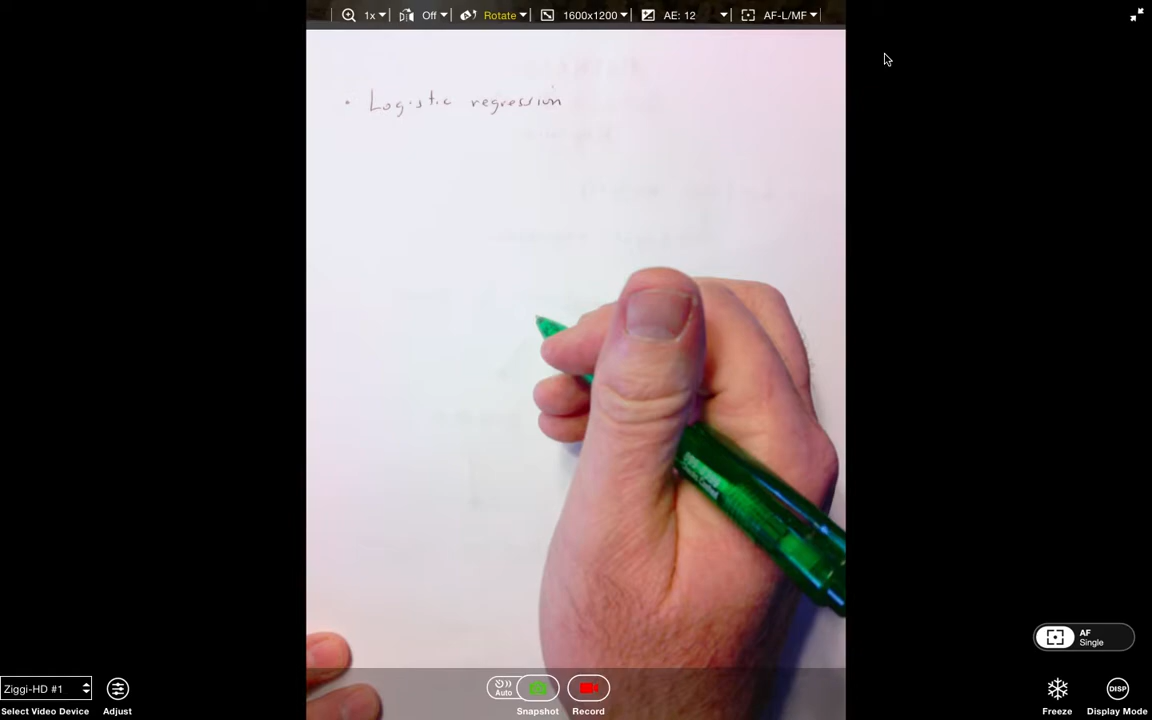 1x Off Rotate 1600x1200 AE: 12 AF-L/MF
• Logistic regression
AF
Single
Ziggi-HD #1
Auto
Select Video Device Adjust Snapshot Record Freeze DISP Display Mode